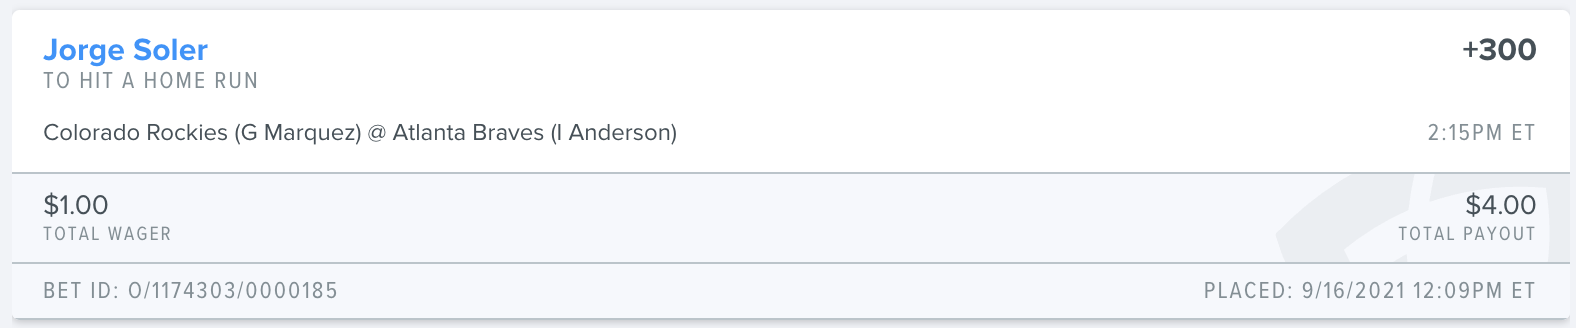 Jorge Soler +300
TO HIT A HOME RUN
Colorado Rockies (G Marquez) @ Atlanta Braves (I Anderson) 2:15PM ET
$1.00 $4.00
TOTAL WAGER TOTAL PAYOUT
BET ID: O/1174303/0000185 PLACED: 9/16/2021 12:09PM ET